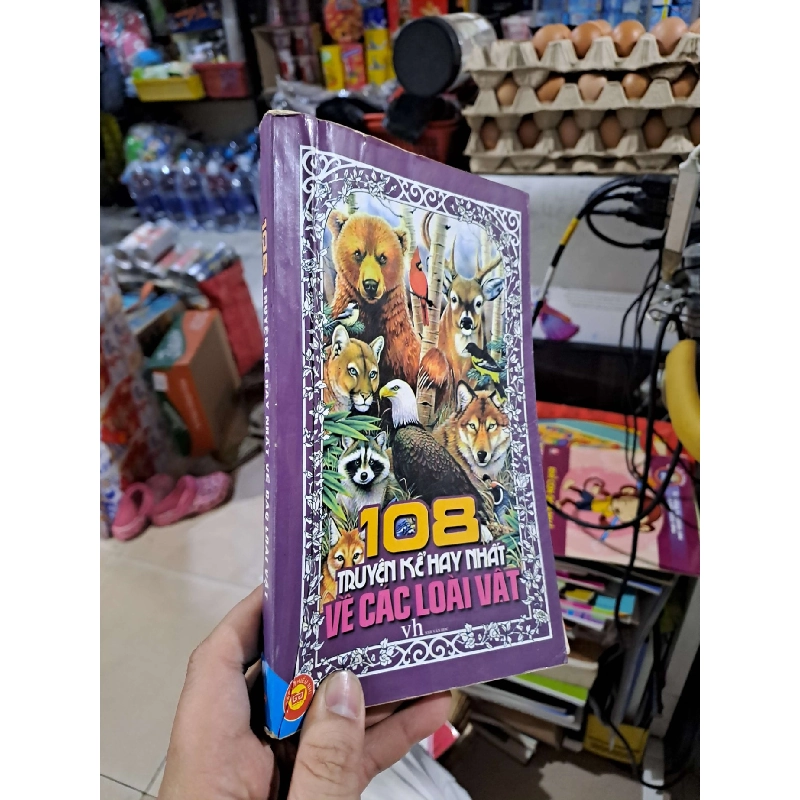 108
TRUYỆN KỂ HAY NHẤT
VỀ CÁC LOÀI VẬT
vh
108 TRUYỆN KỂ HAY NHẤT VỀ CÁC LOÀI VẬT